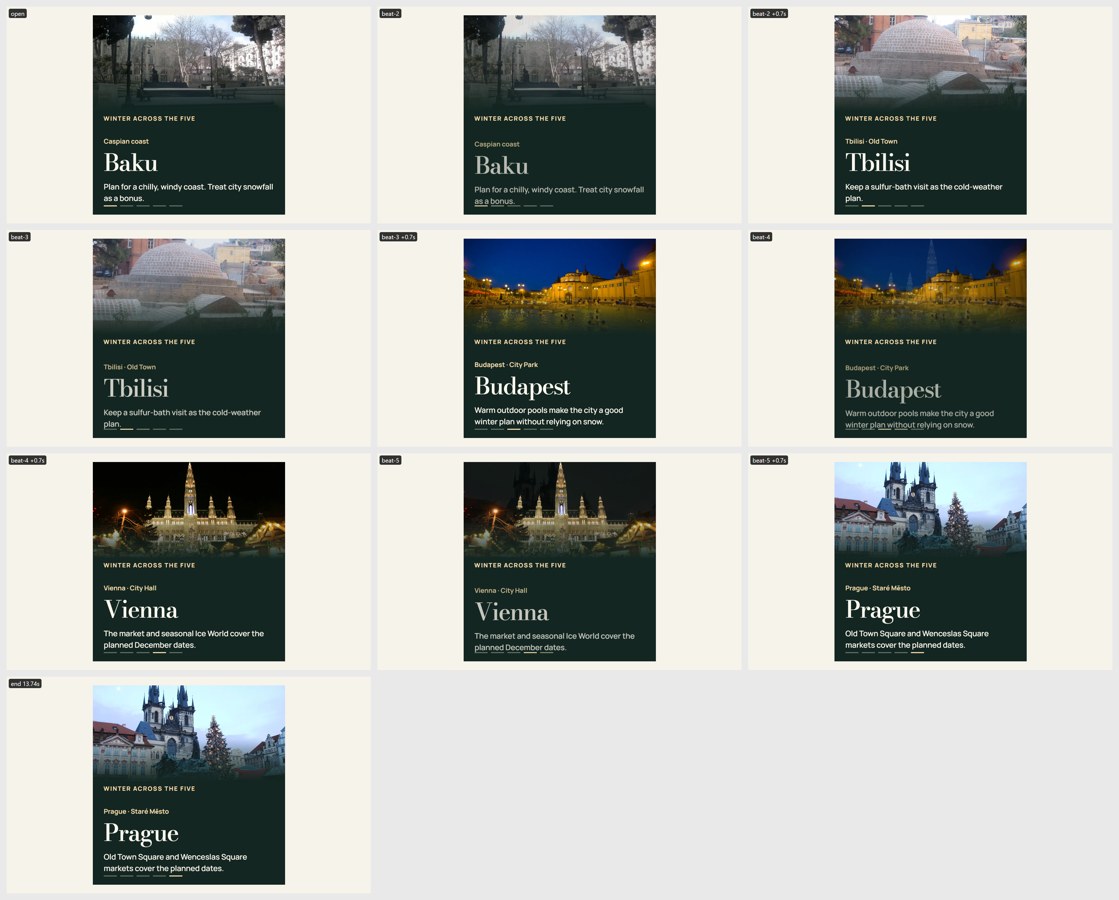 open
WINTER ACROSS THE FIVE
Caspian coast
Baku
Plan for a chilly, windy coast. Treat city snowfall
as a bonus.
beat-2
WINTER ACROSS THE FIVE
Caspian coast
Baku
Plan for a chilly, windy coast. Treat city snowfall
as a bonus.
beat-2 +0.7s
WINTER ACROSS THE FIVE
Tbilisi · Old Town
Tbilisi
Keep a sulfur-bath visit as the cold-weather
plan.
beat-3
WINTER ACROSS THE FIVE
Tbilisi · Old Town
Tbilisi
Keep a sulfur-bath visit as the cold-weather
plan.
beat-3 +0.7s
WINTER ACROSS THE FIVE
Budapest · City Park
Budapest
Warm outdoor pools make the city a good
winter plan without relying on snow.
beat-4
WINTER ACROSS THE FIVE
Budapest · City Park
Budapest
Warm outdoor pools make the city a good
winter plan without relying on snow.
beat-4 +0.7s
WINTER ACROSS THE FIVE
Vienna · City Hall
Vienna
The market and seasonal Ice World cover the
planned December dates.
beat-5
WINTER ACROSS THE FIVE
Vienna · City Hall
Vienna
The market and seasonal Ice World cover the
planned December dates.
beat-5 +0.7s
WINTER ACROSS THE FIVE
Prague · Staré Město
Prague
Old Town Square and Wenceslas Square
markets cover the planned dates.
end 13.74s
WINTER ACROSS THE FIVE
Prague · Staré Město
Prague
Old Town Square and Wenceslas Square
markets cover the planned dates.